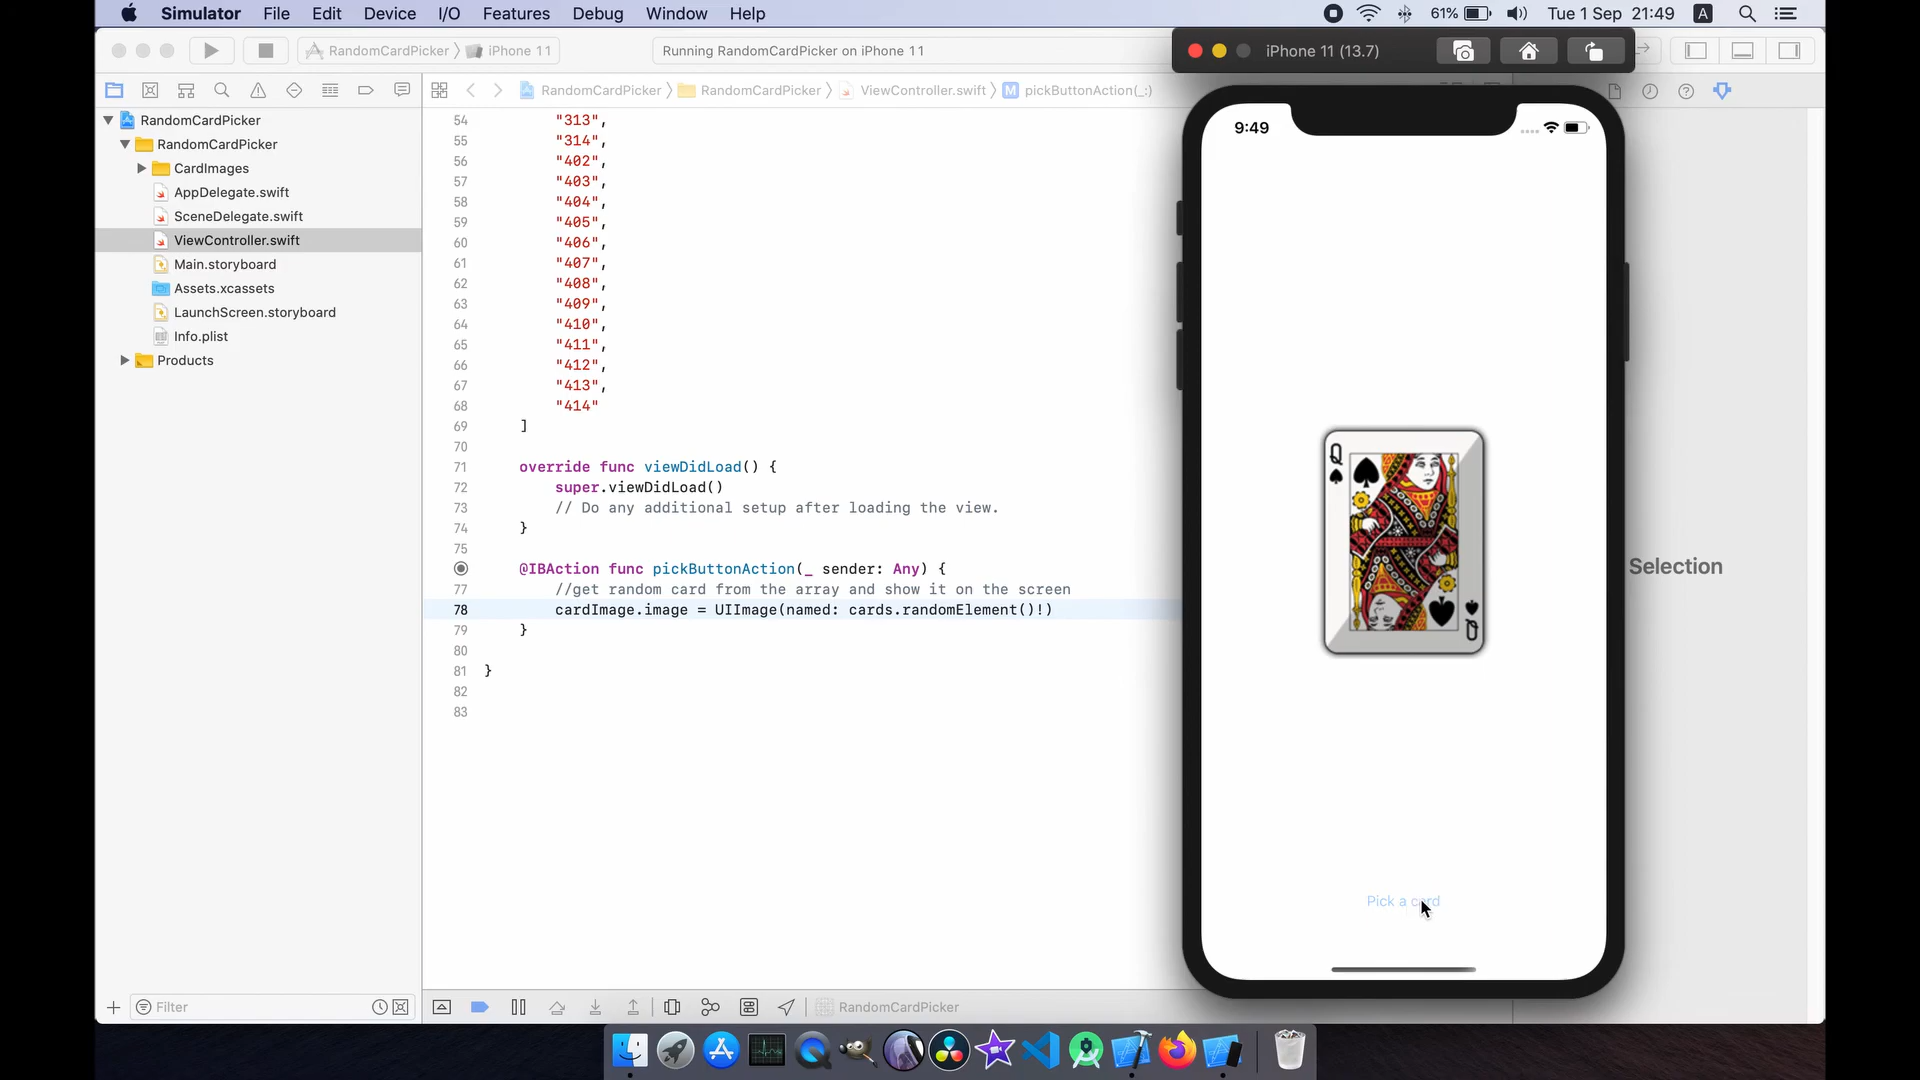 Simulator File Edit Device I/O Features Debug Window Help 61% Tue 1 Sep 21:49 A
RandomCardPicker iPhone 11 Running RandomCardPicker on iPhone 11
iPhone 11 (13.7)
RandomCardPicker RandomCardPicker ViewController.swift M pickButtonAction(_:)
RandomCardPicker
RandomCardPicker
CardImages
AppDelegate.swift
SceneDelegate.swift
ViewController.swift
Main.storyboard
Assets.xcassets
LaunchScreen.storyboard
Info.plist
Products
54 "313",
55 "314",
56 "402",
57 "403",
58 "404",
59 "405",
60 "406",
61 "407",
62 "408",
63 "409",
64 "410",
65 "411",
66 "412",
67 "413",
68 "414"
69 ]
70
71 override func viewDidLoad() {
72 super.viewDidLoad()
73 // Do any additional setup after loading the view.
74 }
75
@IBAction func pickButtonAction(_ sender: Any) {
77 //get random card from the array and show it on the screen
78 cardImage.image = UIImage(named: cards.randomElement()!)
79 }
80
81 }
82
83
9:49
Q
Q
Pick a card
Selection
Filter
RandomCardPicker